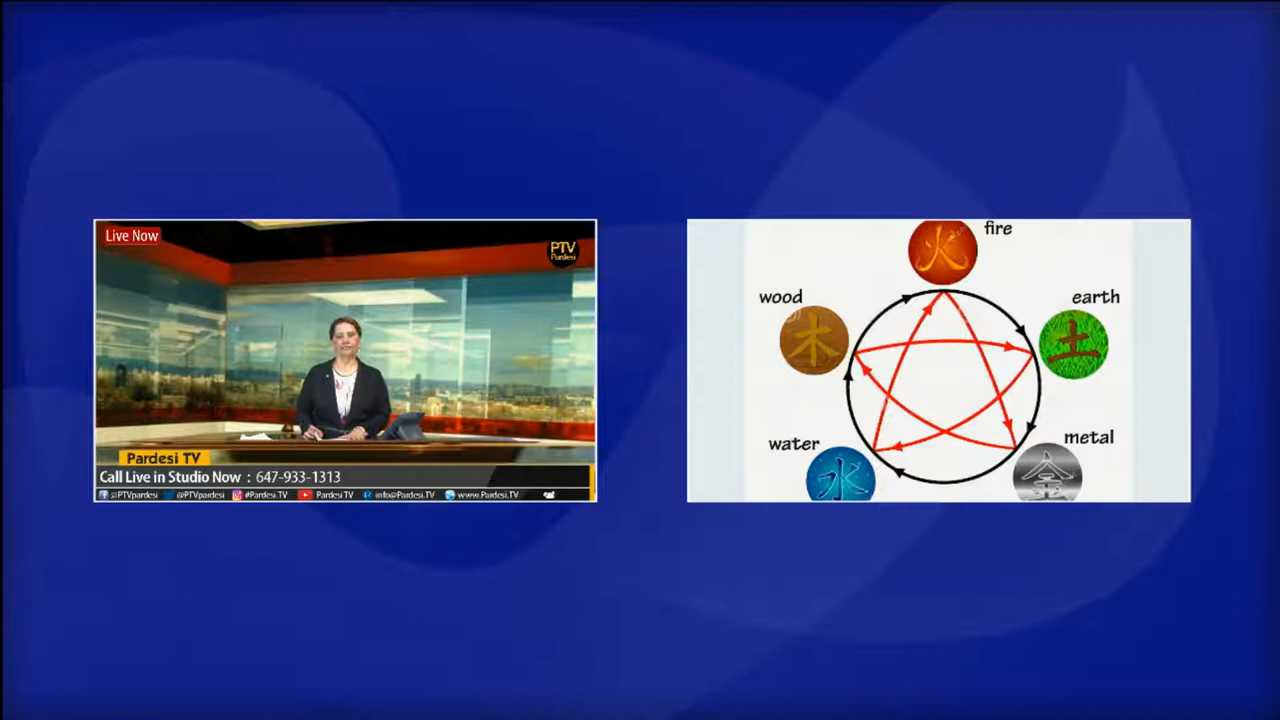 Live Now
PTV
Pardesi
Pardesi TV
Call Live in Studio Now : 647-933-1313
@PTVpardesi @PTVpardesi #Pardesi.TV Pardesi TV info@Pardesi.TV www.Pardesi.TV
fire
火
wood
木
earth
土
water
水
metal
金